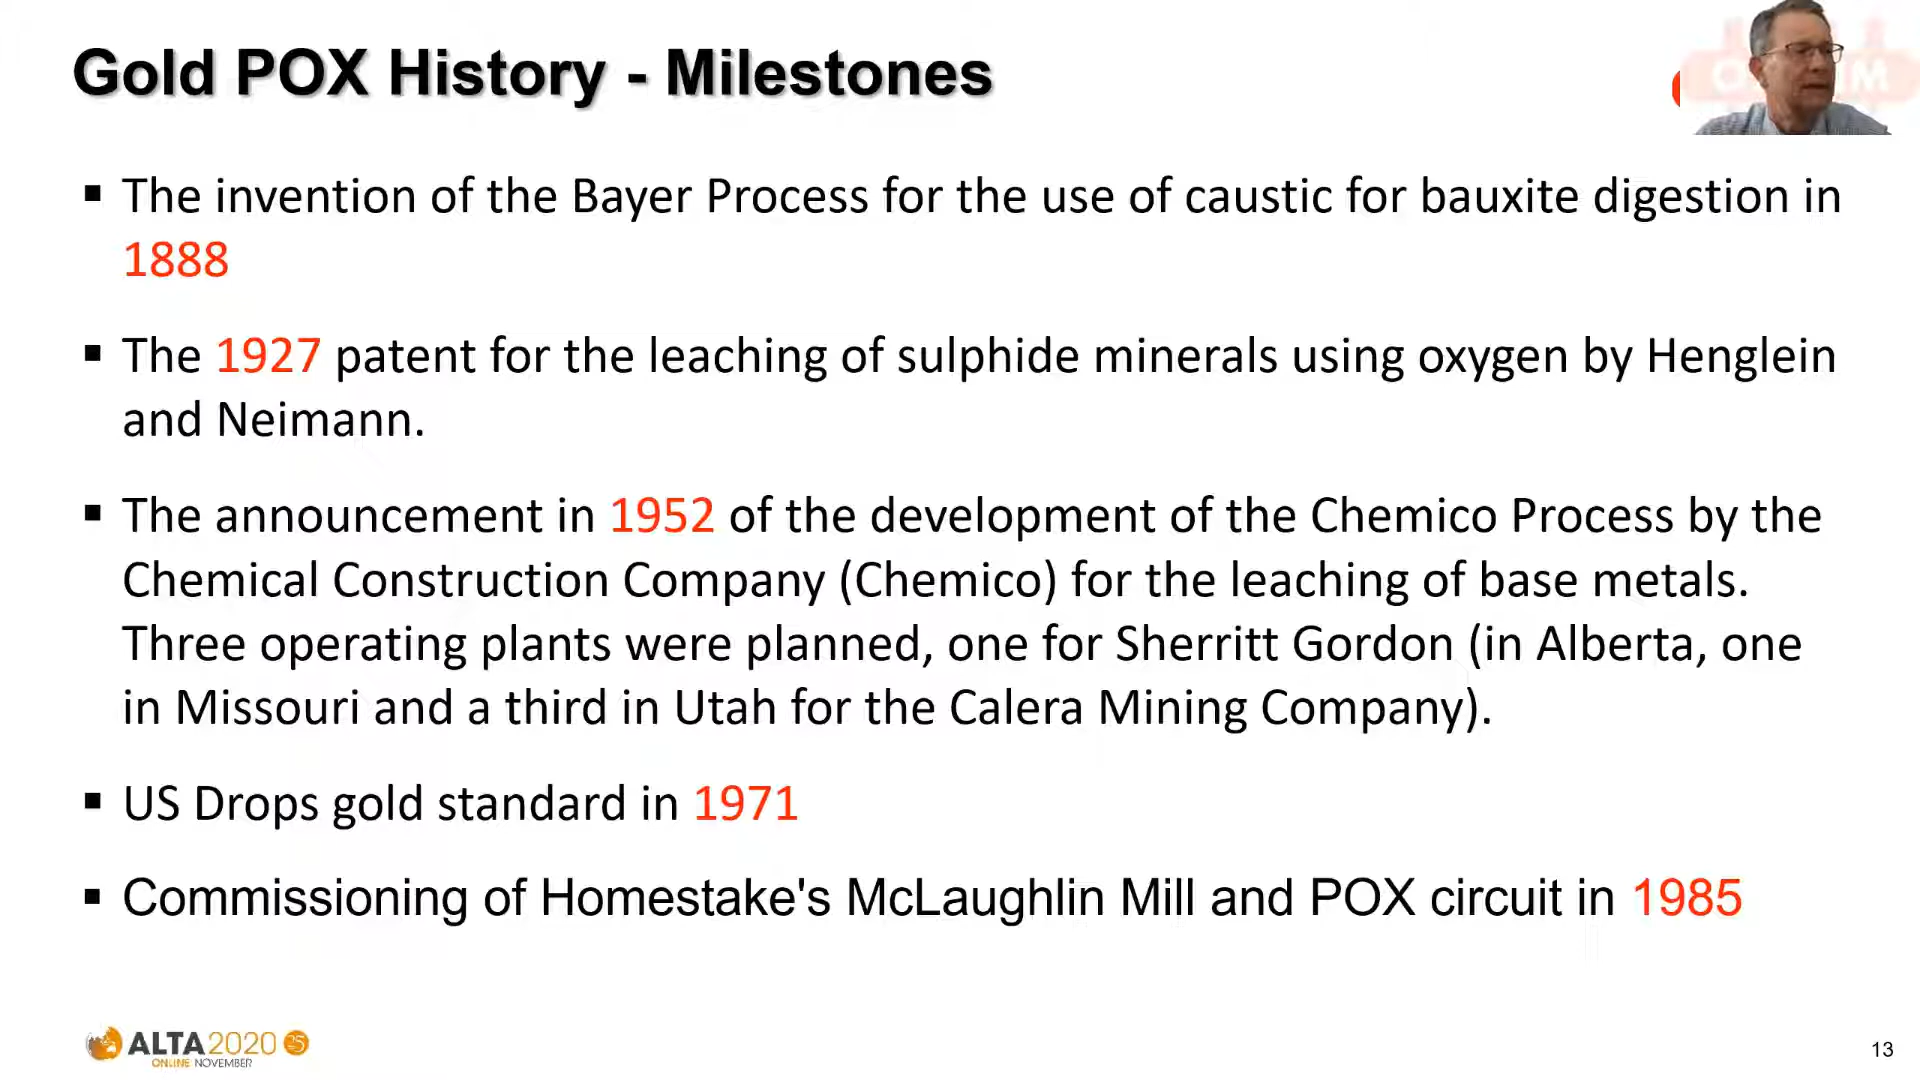 Gold POX History - Milestones
▪ The invention of the Bayer Process for the use of caustic for bauxite digestion in
1888
▪ The 1927 patent for the leaching of sulphide minerals using oxygen by Henglein
and Neimann.
▪ The announcement in 1952 of the development of the Chemico Process by the
Chemical Construction Company (Chemico) for the leaching of base metals.
Three operating plants were planned, one for Sherritt Gordon (in Alberta, one
in Missouri and a third in Utah for the Calera Mining Company).
▪ US Drops gold standard in 1971
▪ Commissioning of Homestake's McLaughlin Mill and POX circuit in 1985
ALTA 2020 25
ONLINE NOVEMBER
13